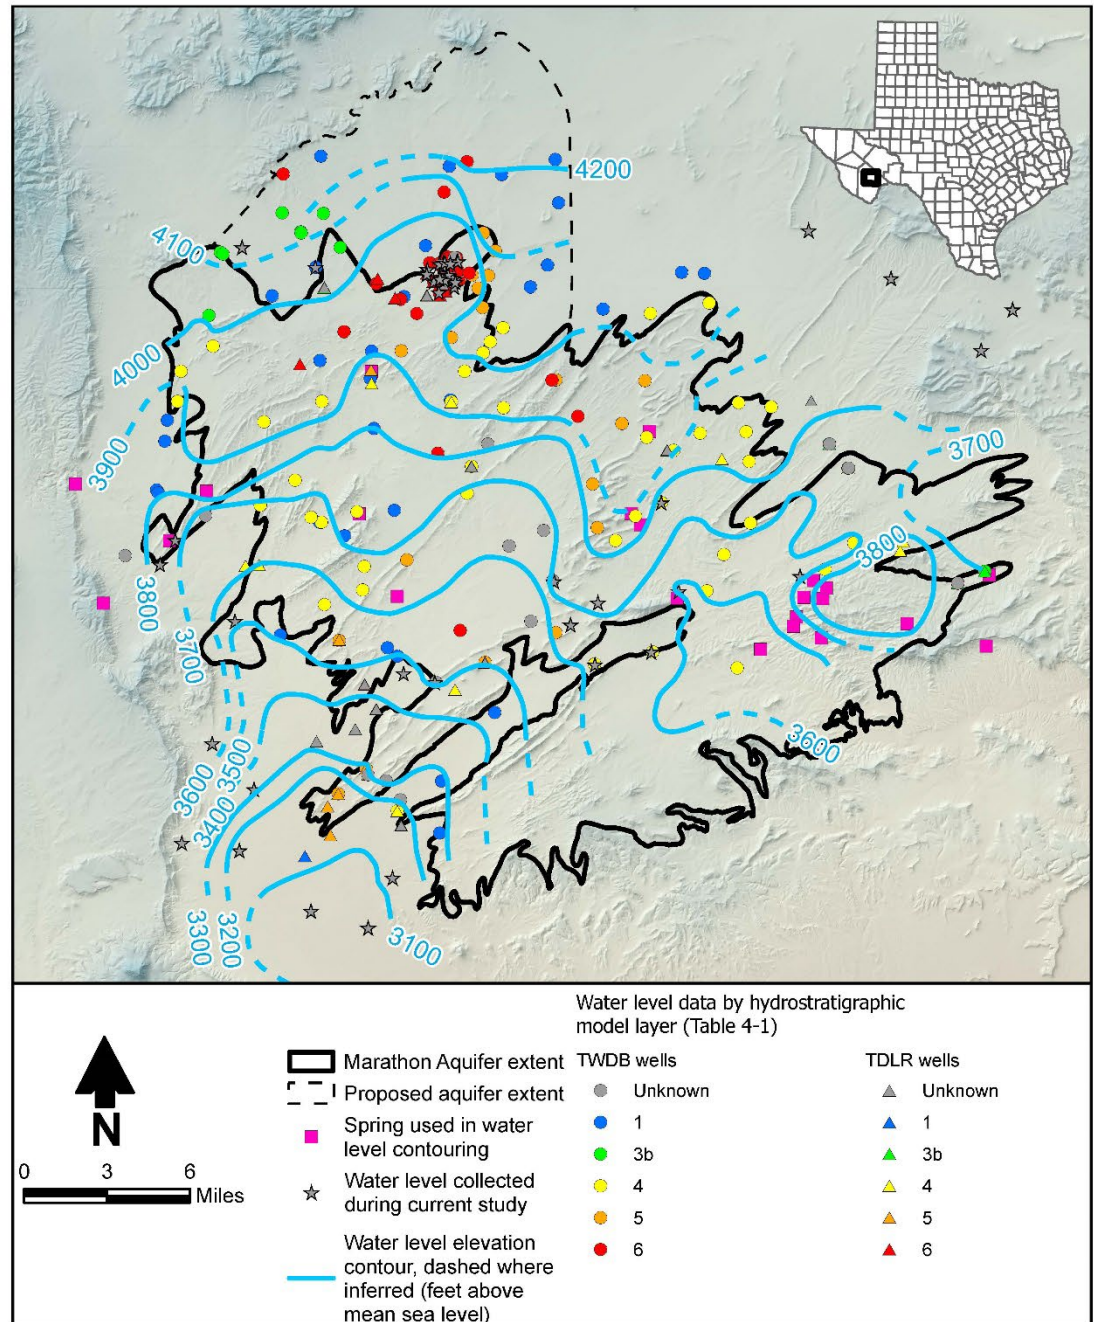 4200
4100
4000
3900
3700
3800
3800
3700
3600
3600
3500
3400
3300
3200
3100
Water level data by hydrostratigraphic
model layer (Table 4-1)
N
0 3 6
Miles
Marathon Aquifer extent
Proposed aquifer extent
Spring used in water
level contouring
Water level collected
during current study
Water level elevation
contour, dashed where
inferred (feet above
mean sea level)
TWDB wells
Unknown
1
3b
4
5
6
TDLR wells
Unknown
1
3b
4
5
6